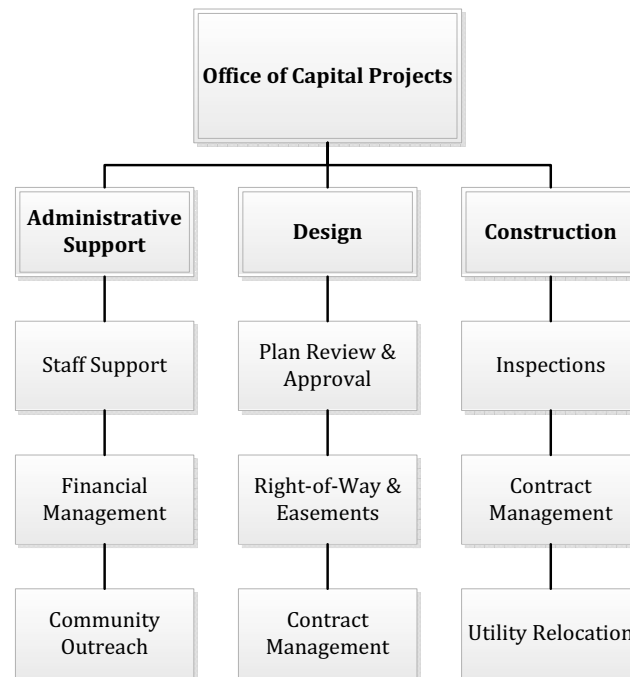 Office of Capital Projects
Administrative
Support
Design
Construction
Staff Support
Plan Review &
Approval
Inspections
Financial
Management
Right-of-Way &
Easements
Contract
Management
Community
Outreach
Contract
Management
Utility Relocation